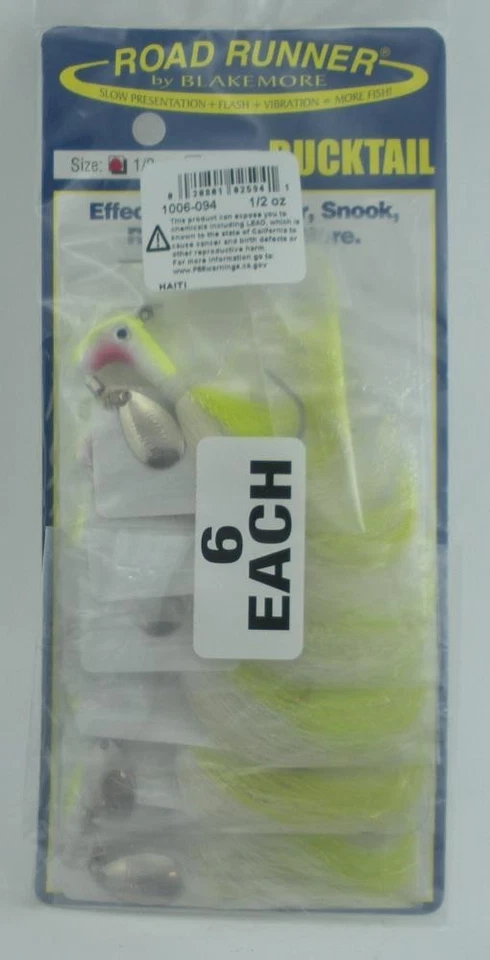 ROAD RUNNER®
by BLAKEMORE
SLOW PRESENTATION + FLASH + VIBRATION = MORE FISH!
BUCKTAIL
Size:
Snook,
1006-094 1/2 oz
This product can expose you to
chemicals including LEAD, which is
known to the state of California to
cause cancer and birth defects or
other reproductive harm.
For more information go to:
www.P65warnings.ca.gov
HAITI
6
EACH